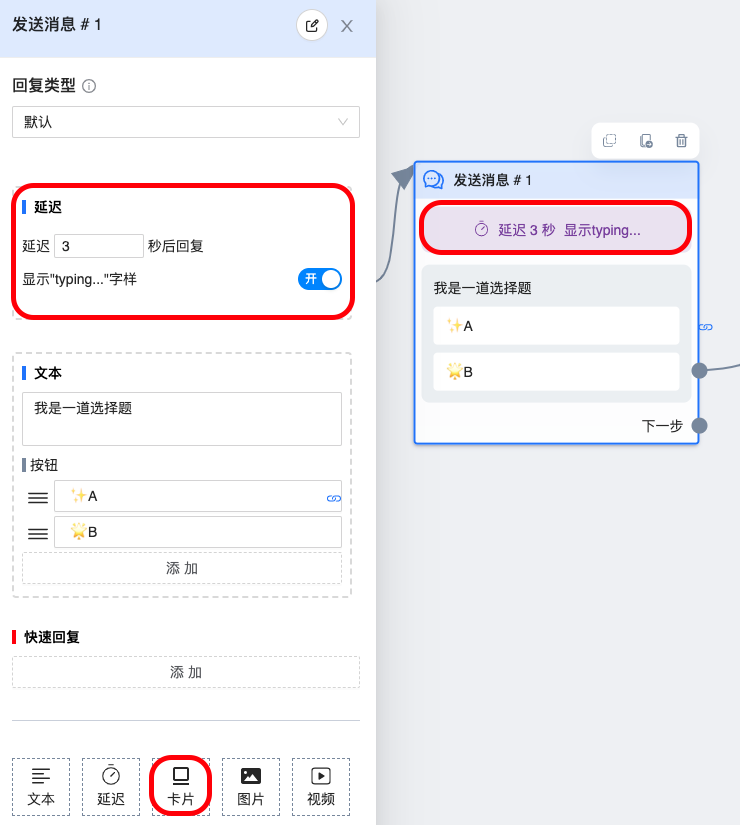 发送消息 # 1
回复类型
默认
延迟
延迟 3 秒后回复
显示"typing..."字样 开
文本
我是一道选择题
按钮
✨A
🌟B
添 加
快速回复
添 加
文本 延迟 卡片 图片 视频
发送消息 # 1
延迟 3 秒 显示typing...
我是一道选择题
✨A
🌟B
下一步